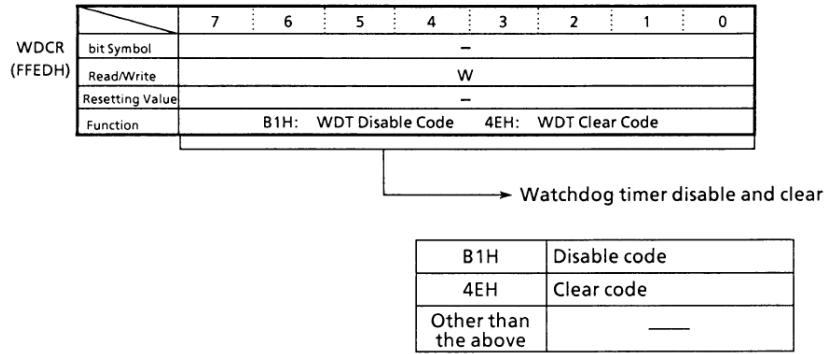 7 6 5 4 3 2 1 0
WDCR
(FFEDH)
bit Symbol –
Read/Write W
Resetting Value –
Function B1H: WDT Disable Code 4EH: WDT Clear Code
Watchdog timer disable and clear
B1H Disable code
4EH Clear code
Other than
the above ——